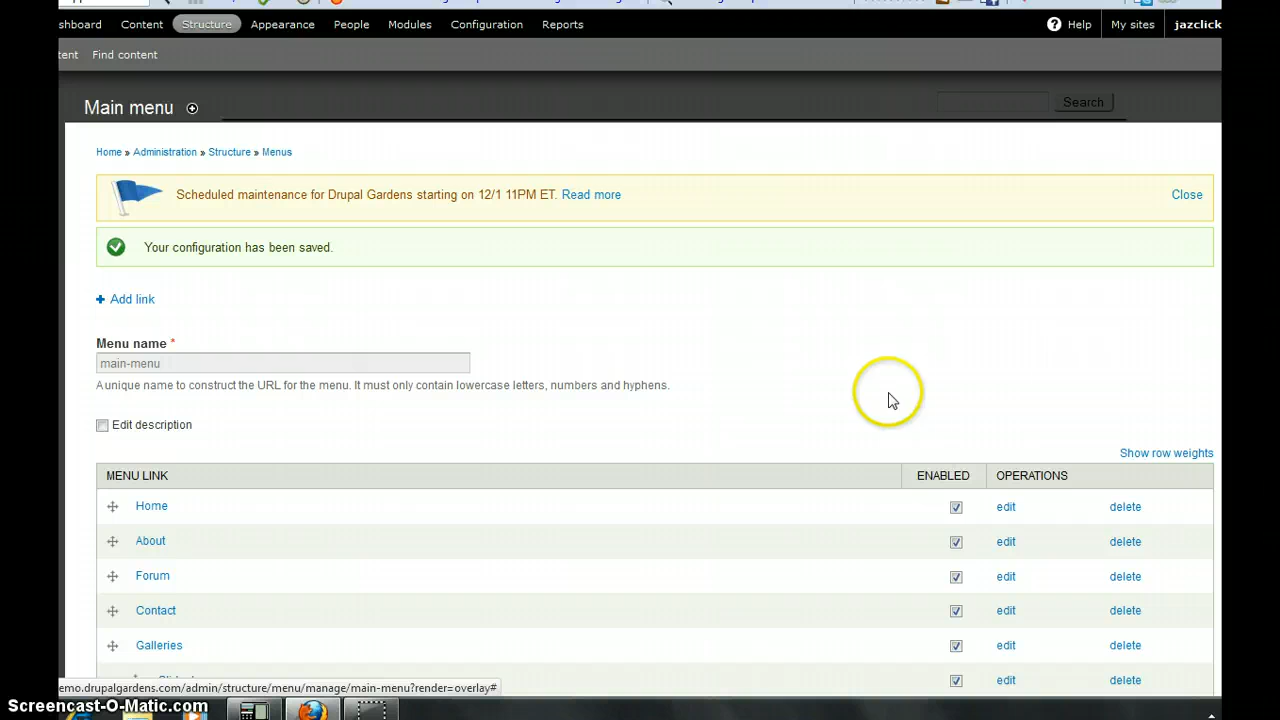 shboard Content Structure Appearance People Modules Configuration Reports Help My sites jazclick
tent Find content
Main menu
Search
Home » Administration » Structure » Menus
Scheduled maintenance for Drupal Gardens starting on 12/1 11PM ET. Read more Close
Your configuration has been saved.
Add link
Menu name *
main-menu
A unique name to construct the URL for the menu. It must only contain lowercase letters, numbers and hyphens.
Edit description
Show row weights
MENU LINK ENABLED OPERATIONS
Home edit delete
About edit delete
Forum edit delete
Contact edit delete
Galleries edit delete
edit delete
emo.drupalgardens.com/admin/structure/menu/manage/main-menu?render=overlay#
Screencast-O-Matic.com